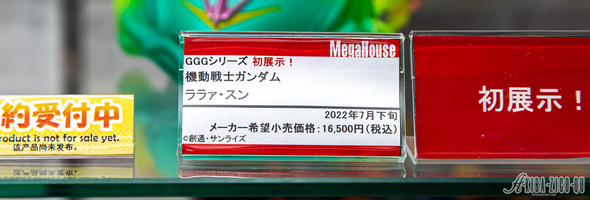 MegaHouse
GGGシリーズ 初展示！
機動戦士ガンダム
ララァ・スン
2022年7月下旬
メーカー希望小売価格：16,500円（税込）
©創通・サンライズ
初展示！
約受付中
product is not for sale yet.
该产品尚未发布。
AKIBA-ZIGO-QU